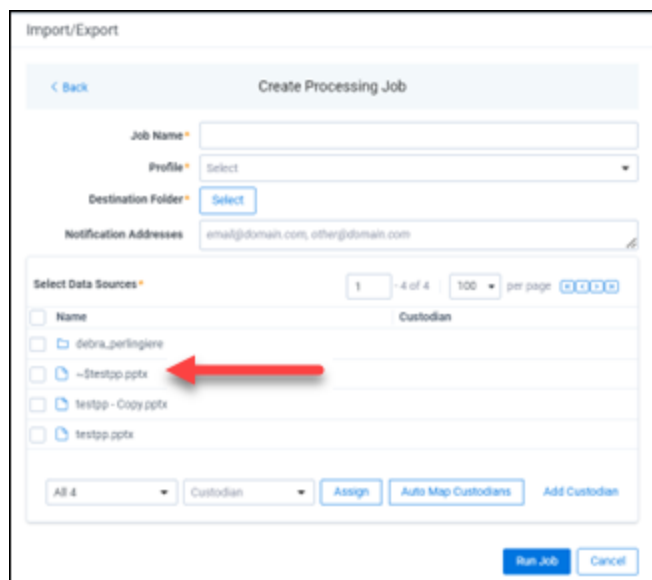 Import/Export
< Back
Create Processing Job
Job Name*
Profile* Select
Destination Folder* Select
Notification Addresses email@domain.com, other@domain.com
Select Data Sources* 1 - 4 of 4 100 per page
Name Custodian
debra_perlingiere
~$testpp.pptx
testpp - Copy.pptx
testpp.pptx
All 4 Custodian Assign Auto Map Custodians Add Custodian
Run Job Cancel